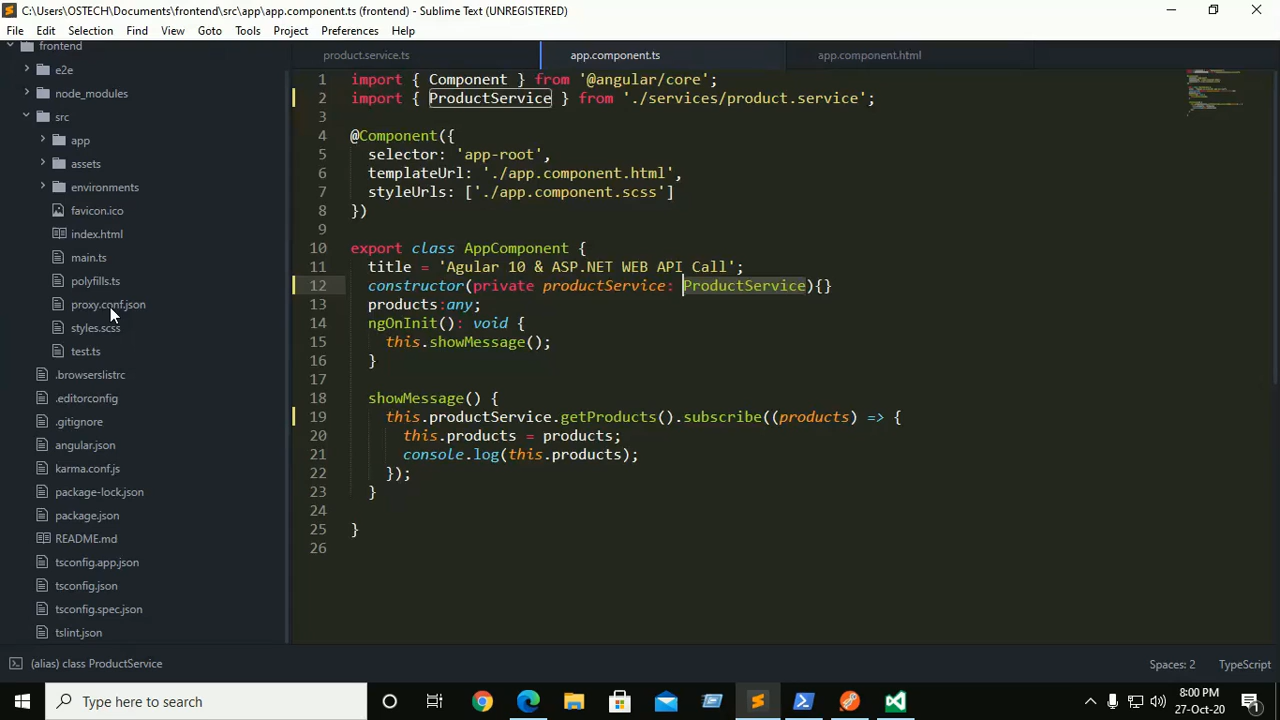 C:\Users\OSTECH\Documents\frontend\src\app\app.component.ts (frontend) - Sublime Text (UNREGISTERED)
File Edit Selection Find View Goto Tools Project Preferences Help
frontend
e2e
node_modules
src
app
assets
environments
favicon.ico
index.html
main.ts
polyfills.ts
proxy.conf.json
styles.scss
test.ts
.browserslistrc
.editorconfig
.gitignore
angular.json
karma.conf.js
package-lock.json
package.json
README.md
tsconfig.app.json
tsconfig.json
tsconfig.spec.json
tslint.json
product.service.ts app.component.ts app.component.html
1 import { Component } from '@angular/core';
2 import { ProductService } from './services/product.service';
3
4 @Component({
5 selector: 'app-root',
6 templateUrl: './app.component.html',
7 styleUrls: ['./app.component.scss']
8 })
9
10 export class AppComponent {
11 title = 'Agular 10 & ASP.NET WEB API Call';
12 constructor(private productService: ProductService){}
13 products:any;
14 ngOnInit(): void {
15 this.showMessage();
16 }
17
18 showMessage() {
19 this.productService.getProducts().subscribe((products) => {
20 this.products = products;
21 console.log(this.products);
22 });
23 }
24
25 }
26
(alias) class ProductService Spaces: 2 TypeScript
Type here to search
8:00 PM
27-Oct-20
1